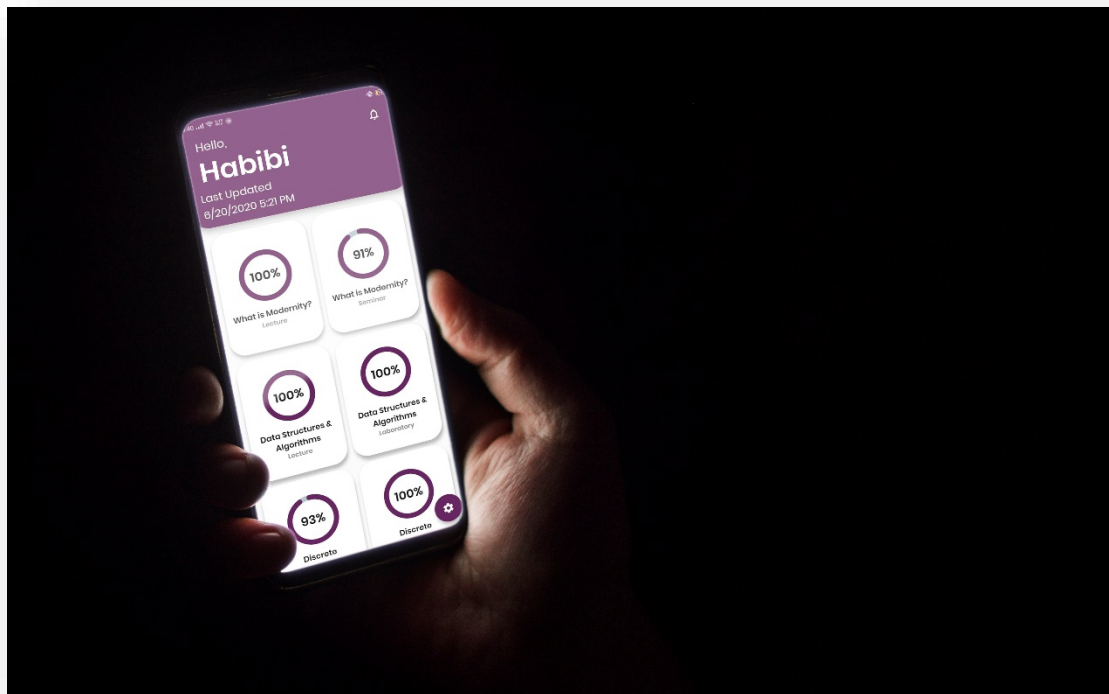 Hello,
Habibi
Last Updated
6/20/2020 5:21 PM
100%
What is Modernity?
Lecture
91%
What is Modernity?
Seminar
100%
Data Structures &
Algorithms
Lecture
100%
Data Structures &
Algorithms
Laboratory
93%
Discrete
100%
Discrete